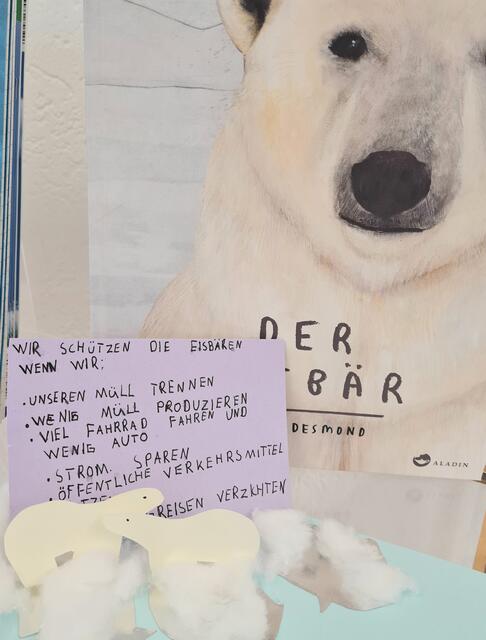 DER
BÄR
DESMOND
ALADIN
WIR SCHÜTZEN DIE EISBÄREN
WENN WIR:
• UNSEREN MÜLL TRENNEN
• WENIG MÜLL PRODUZIEREN
• VIEL FAHRRAD FAHREN UND
WENIG AUTO
• STROM SPAREN
• ÖFFENTLICHE VERKEHRSMITTEL
REISEN VERZICHTEN